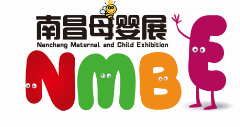 南昌母婴展
Nanchang Maternal and Child Exhibition
NMBE